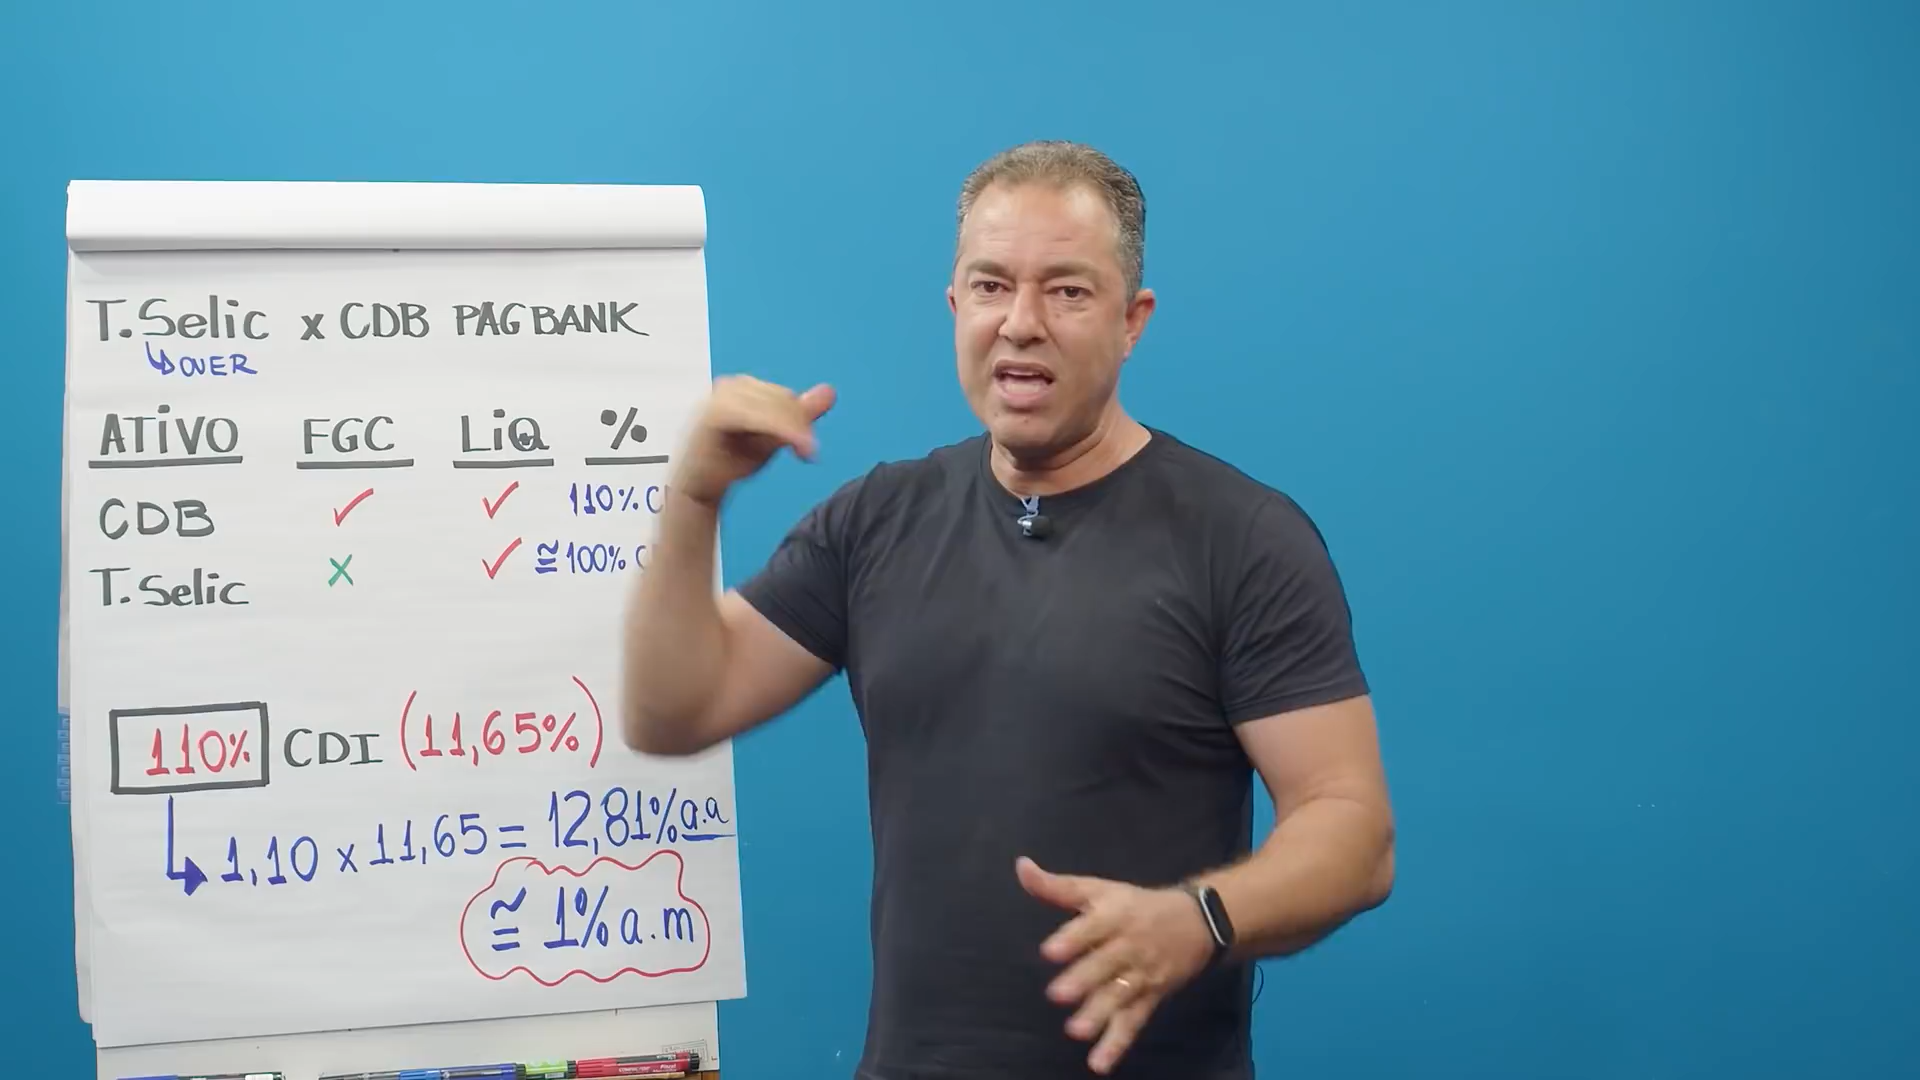 T.Selic x CDB PAGBANK
OVER
ATIVO FGC LIQ %
CDB ✓ ✓ 110% C
T.Selic X ✓ ≅100% C
110% CDI (11,65%)
1,10 x 11,65 = 12,81% a.a
≅ 1% a.m